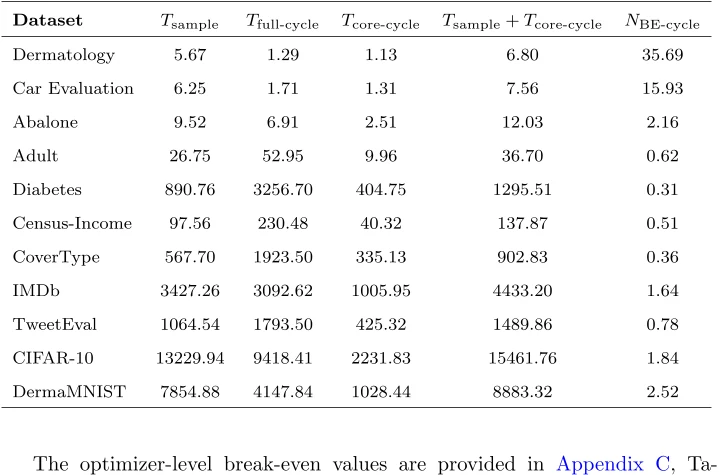 Dataset T_sample T_full-cycle T_core-cycle T_sample + T_core-cycle N_BE-cycle
Dermatology 5.67 1.29 1.13 6.80 35.69
Car Evaluation 6.25 1.71 1.31 7.56 15.93
Abalone 9.52 6.91 2.51 12.03 2.16
Adult 26.75 52.95 9.96 36.70 0.62
Diabetes 890.76 3256.70 404.75 1295.51 0.31
Census-Income 97.56 230.48 40.32 137.87 0.51
CoverType 567.70 1923.50 335.13 902.83 0.36
IMDb 3427.26 3092.62 1005.95 4433.20 1.64
TweetEval 1064.54 1793.50 425.32 1489.86 0.78
CIFAR-10 13229.94 9418.41 2231.83 15461.76 1.84
DermaMNIST 7854.88 4147.84 1028.44 8883.32 2.52
The optimizer-level break-even values are provided in Appendix C, Ta-